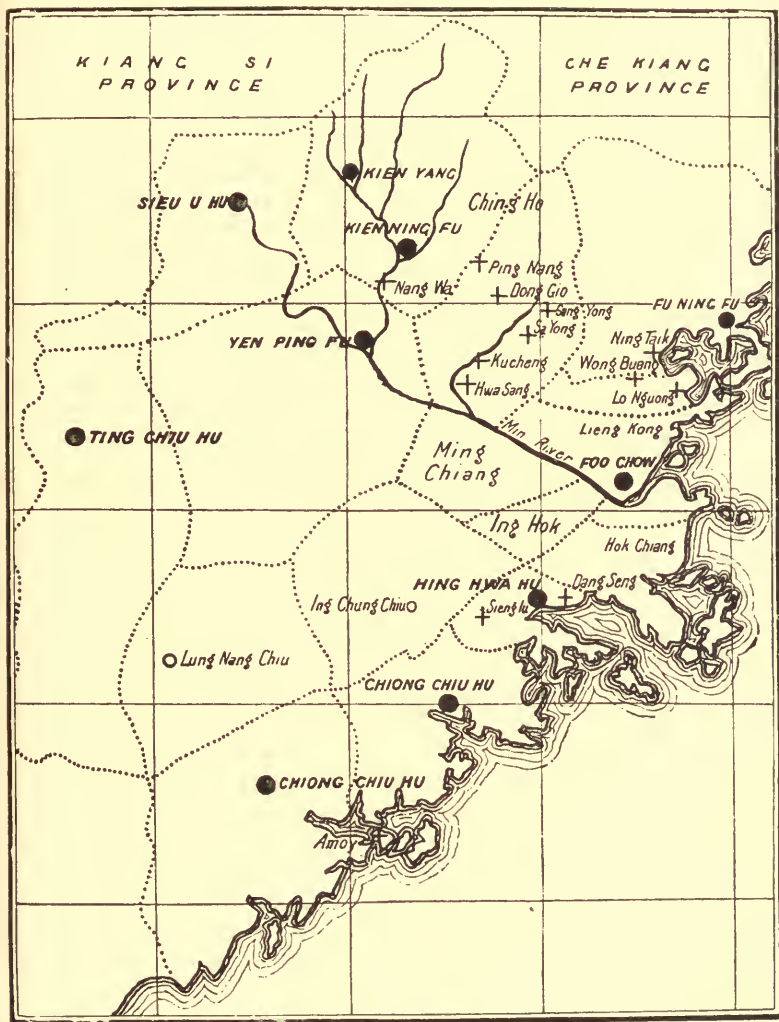 KIANG SI
PROVINCE
CHE KIANG
PROVINCE
KIEN YANG
SIEU U HU
Ching Ho
KIEN NING FU
Ping Nang
Nang Wa
Dong Gio
Sang Yong
FU NING FU
Sa Yong
YEN PING FU
Ning Taik
Kucheng
Wong Buang
Hwa Sang
Lo Nguong
Lieng Kong
TING CHIU HU
Min River
Ming
Chiang
FOO CHOW
Ing Hok
Hok Chiang
HING HWA HU
Dang Seng
Ing Chung Chiu
Sieng Iu
Lung Nang Chiu
CHIONG CHIU HU
CHIONG CHIU HU
Amoy